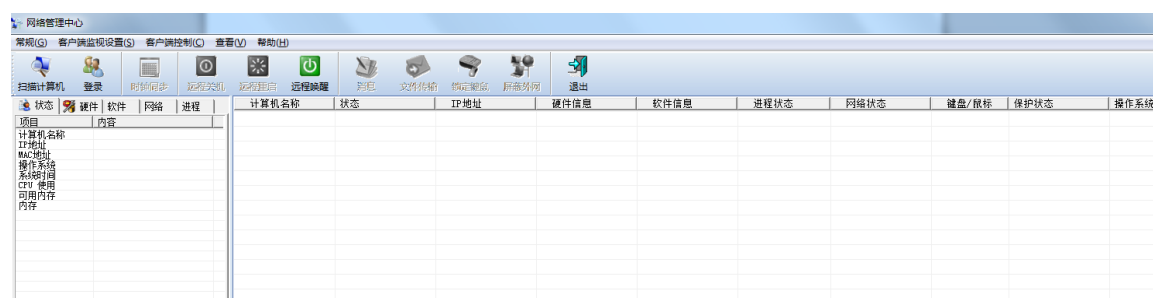 网络管理中心
常规(G) 客户端监视设置(S) 客户端控制(C) 查看(V) 帮助(H)
扫描计算机 登录 时钟同步 远程关机 远程重启 远程唤醒 消息 文件传输 锁定键鼠 屏蔽外网 退出
状态 硬件 软件 网络 进程
计算机名称 状态 IP地址 硬件信息 软件信息 进程状态 网络状态 键盘/鼠标 保护状态 操作系统
项目 内容
计算机名称
IP地址
MAC地址
操作系统
系统时间
CPU 使用
可用内存
内存